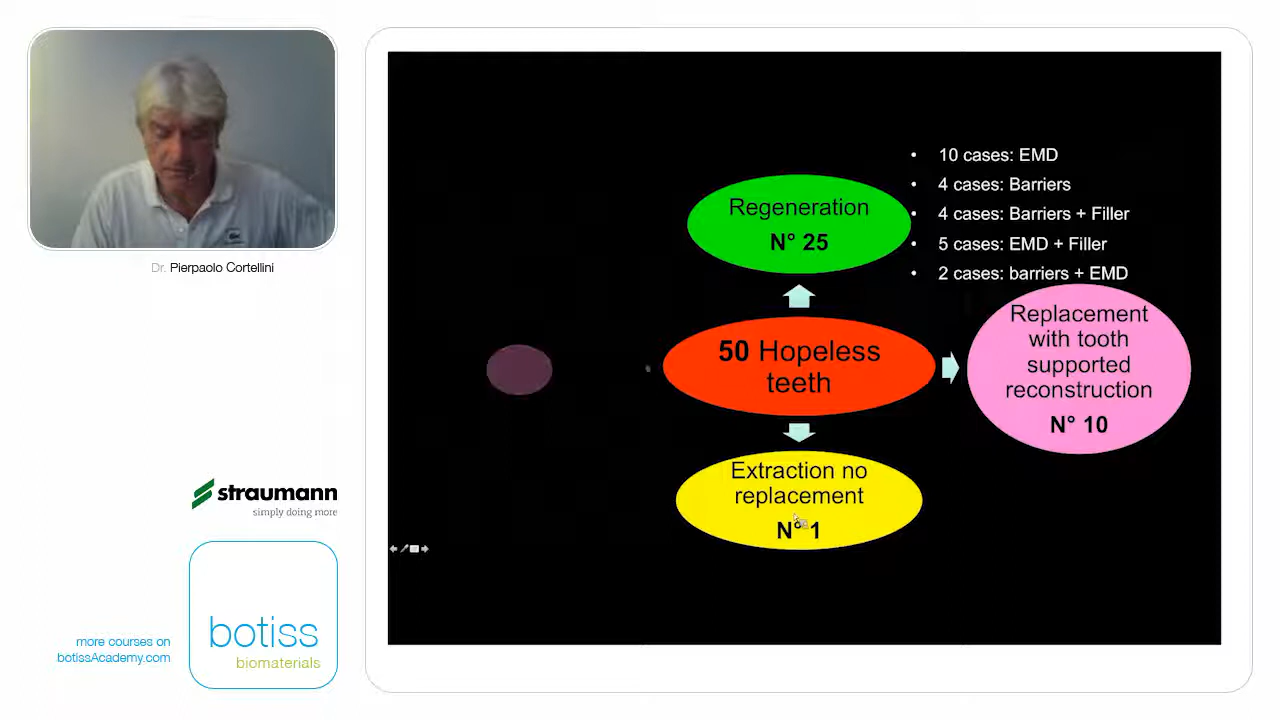 Dr. Pierpaolo Cortellini
straumann
simply doing more
more courses on
botissAcademy.com
botiss
biomaterials
• 10 cases: EMD
• 4 cases: Barriers
• 4 cases: Barriers + Filler
• 5 cases: EMD + Filler
• 2 cases: barriers + EMD
Regeneration
N° 25
50 Hopeless
teeth
Replacement
with tooth
supported
reconstruction
N° 10
Extraction no
replacement
N° 1